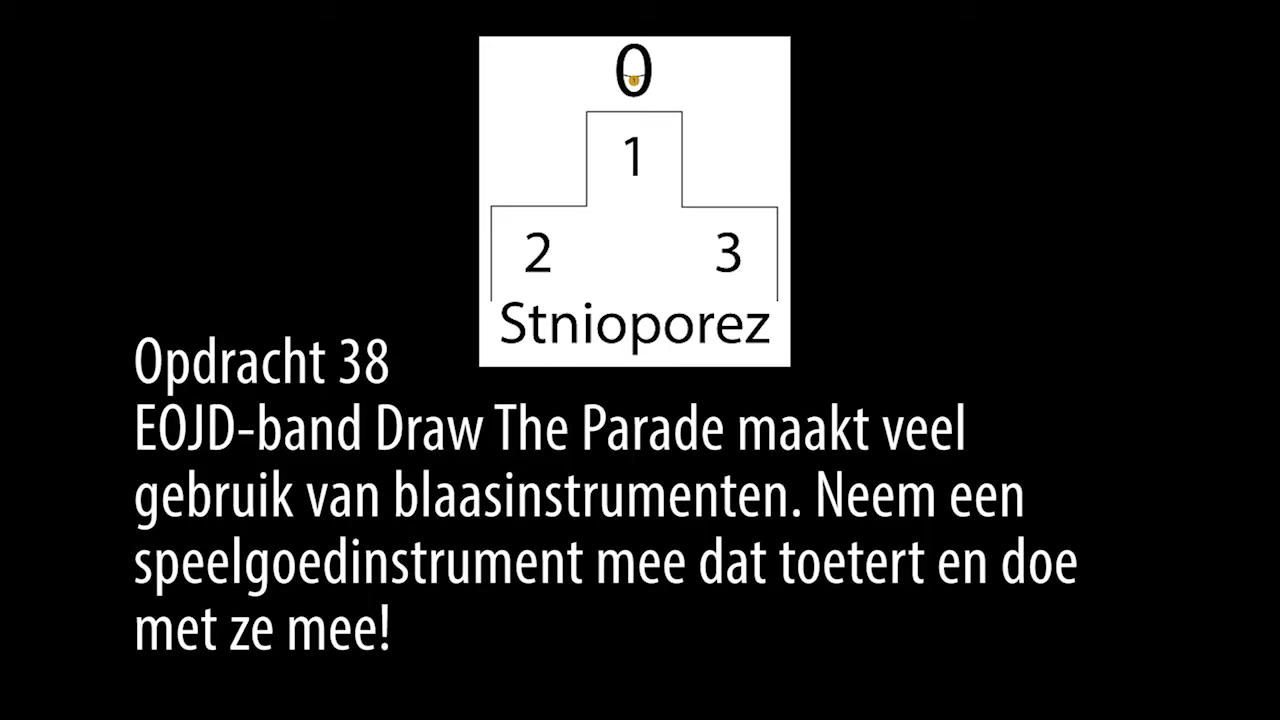 0
1
2 3
Stnioporez
Opdracht 38
EOJD-band Draw The Parade maakt veel
gebruik van blaasinstrumenten. Neem een
speelgoedinstrument mee dat toetert en doe
met ze mee!